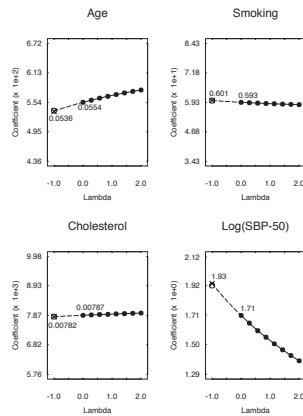 Age
Smoking
Coefficient (x 1e+2)
6.72
6.13
5.54
4.95
4.36
0.0536
0.0554
-1.0 0.0 1.0 2.0
Lambda
Coefficient (x 1e+1)
8.43
7.18
5.93
4.68
3.43
0.601
0.593
-1.0 0.0 1.0 2.0
Lambda
Cholesterol
Log(SBP-50)
Coefficient (x 1e+3)
9.98
8.93
7.87
6.82
5.76
0.00787
0.00782
-1.0 0.0 1.0 2.0
Lambda
Coefficient (x 1e+0)
2.12
1.92
1.71
1.50
1.29
1.93
1.71
-1.0 0.0 1.0 2.0
Lambda